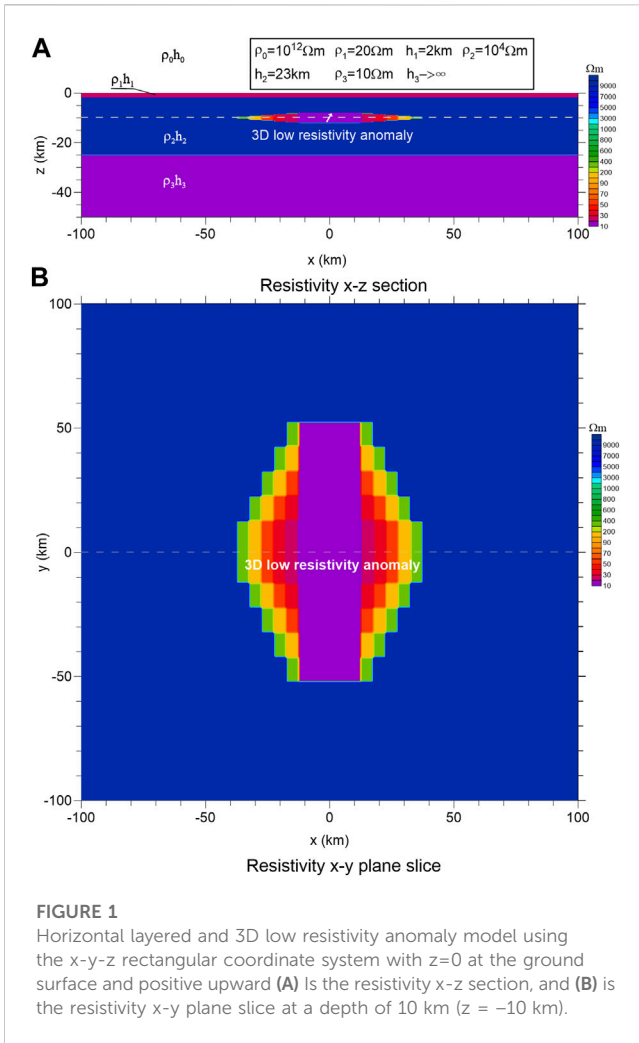 A
ρ₀h₀
ρ₀=10¹²Ωm ρ₁=20Ωm h₁=2km ρ₂=10⁴Ωm
h₂=23km ρ₃=10Ωm h₃->∞
ρ₁h₁
Ωm
9000
7000
5000
3000
1000
800
600
400
200
90
70
50
30
10
0
-20
-40
z (km)
ρ₂h₂
3D low resistivity anomaly
ρ₃h₃
-100
-50
0
50
100
x (km)
Resistivity x-z section
B
100
50
0
-50
-100
y (km)
3D low resistivity anomaly
Ωm
9000
7000
5000
3000
1000
800
600
400
200
90
70
50
30
10
-100
-50
0
50
100
x (km)
Resistivity x-y plane slice
FIGURE 1
Horizontal layered and 3D low resistivity anomaly model using
the x-y-z rectangular coordinate system with z=0 at the ground
surface and positive upward (A) Is the resistivity x-z section, and (B) is
the resistivity x-y plane slice at a depth of 10 km (z = −10 km).